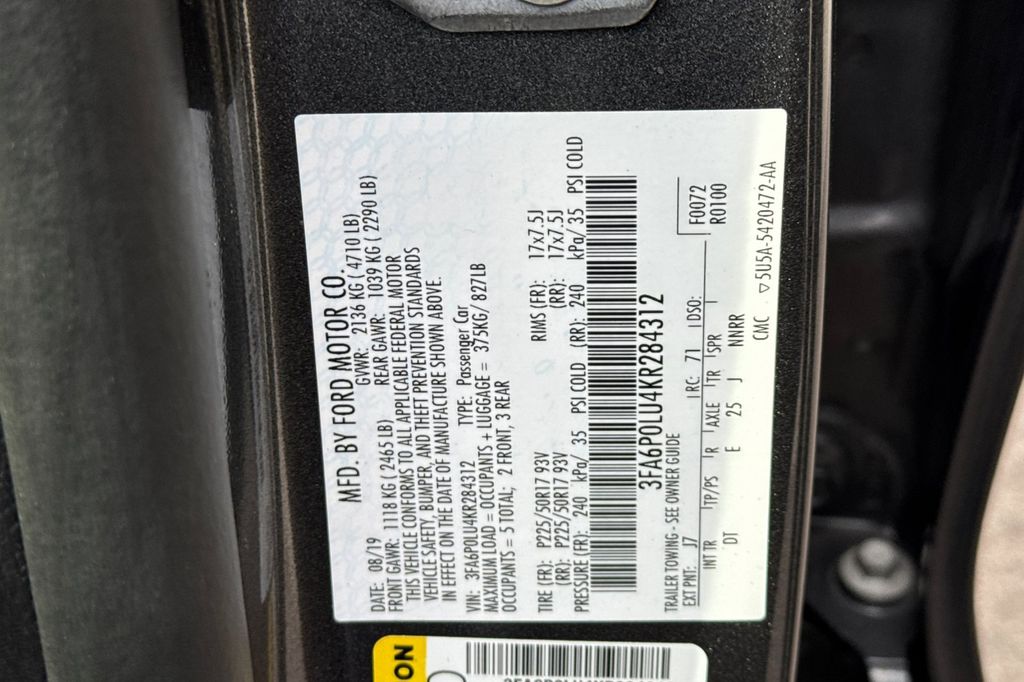 MFD. BY FORD MOTOR CO.
DATE: 08/19 GVWR: 2136 KG ( 4710 LB)
FRONT GAWR: 1118 KG ( 2465 LB) REAR GAWR: 1039 KG ( 2290 LB)
THIS VEHICLE CONFORMS TO ALL APPLICABLE FEDERAL MOTOR
VEHICLE SAFETY, BUMPER, AND THEFT PREVENTION STANDARDS
IN EFFECT ON THE DATE OF MANUFACTURE SHOWN ABOVE.
VIN: 3FA6P0LU4KR284312 TYPE: Passenger Car
MAXIMUM LOAD = OCCUPANTS + LUGGAGE = 375KG/ 827LB
OCCUPANTS = 5 TOTAL; 2 FRONT, 3 REAR
TIRE (FR): P225/50R17 93V RIMS (FR): 17x7.5J
(RR): P225/50R17 93V (RR): 17x7.5J
PRESSURE (FR): 240 kPa/ 35 PSI COLD (RR): 240 kPa/ 35 PSI COLD
3FA6P0LU4KR284312
TRAILER TOWING - SEE OWNER GUIDE F0072
EXT PNT: J7 RC: 71 DSO: R0100
INT TR TP/PS R AXLE TR SPR
DT E 25 J NNRR
CMC ▽ 5U5A-5420472-AA
ON